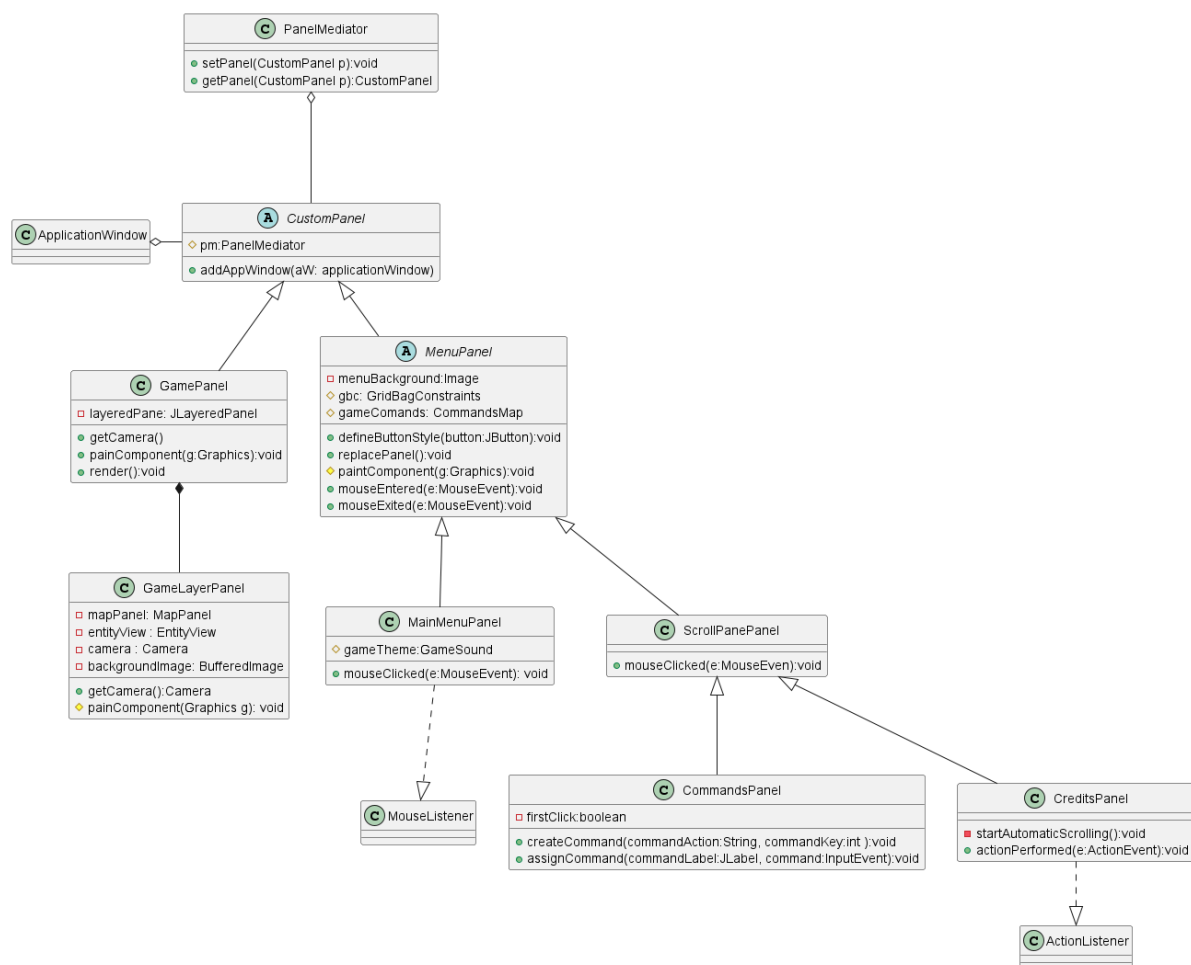 C PanelMediator
setPanel(CustomPanel p):void
getPanel(CustomPanel p):CustomPanel
C ApplicationWindow
A CustomPanel
pm:PanelMediator
addAppWindow(aW: applicationWindow)
C GamePanel
layeredPane: JLayeredPanel
getCamera()
painComponent(g:Graphics):void
render():void
A MenuPanel
menuBackground:Image
gbc: GridBagConstraints
gameComands: CommandsMap
defineButtonStyle(button:JButton):void
replacePanel():void
paintComponent(g:Graphics):void
mouseEntered(e:MouseEvent):void
mouseExited(e:MouseEvent):void
C GameLayerPanel
mapPanel: MapPanel
entityView : EntityView
camera : Camera
backgroundImage: BufferedImage
getCamera():Camera
painComponent(Graphics g): void
C MainMenuPanel
gameTheme:GameSound
mouseClicked(e:MouseEvent): void
C ScrollPanePanel
mouseClicked(e:MouseEven):void
C MouseListener
C CommandsPanel
firstClick:boolean
createCommand(commandAction:String, commandKey:int ):void
assignCommand(commandLabel:JLabel, command:InputEvent):void
C CreditsPanel
startAutomaticScrolling():void
actionPerformed(e:ActionEvent):void
C ActionListener